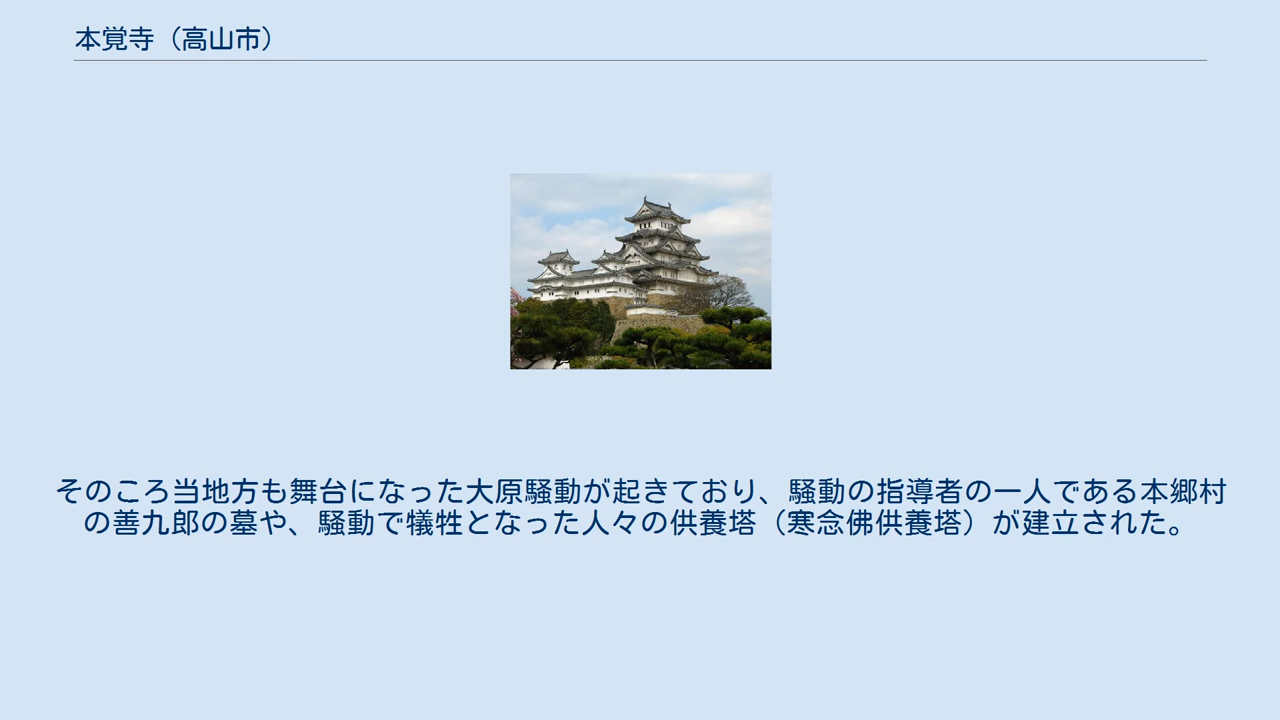 本覚寺（高山市）
そのころ当地方も舞台になった大原騒動が起きており、騒動の指導者の一人である本郷村
の善九郎の墓や、騒動で犠牲となった人々の供養塔（寒念佛供養塔）が建立された。